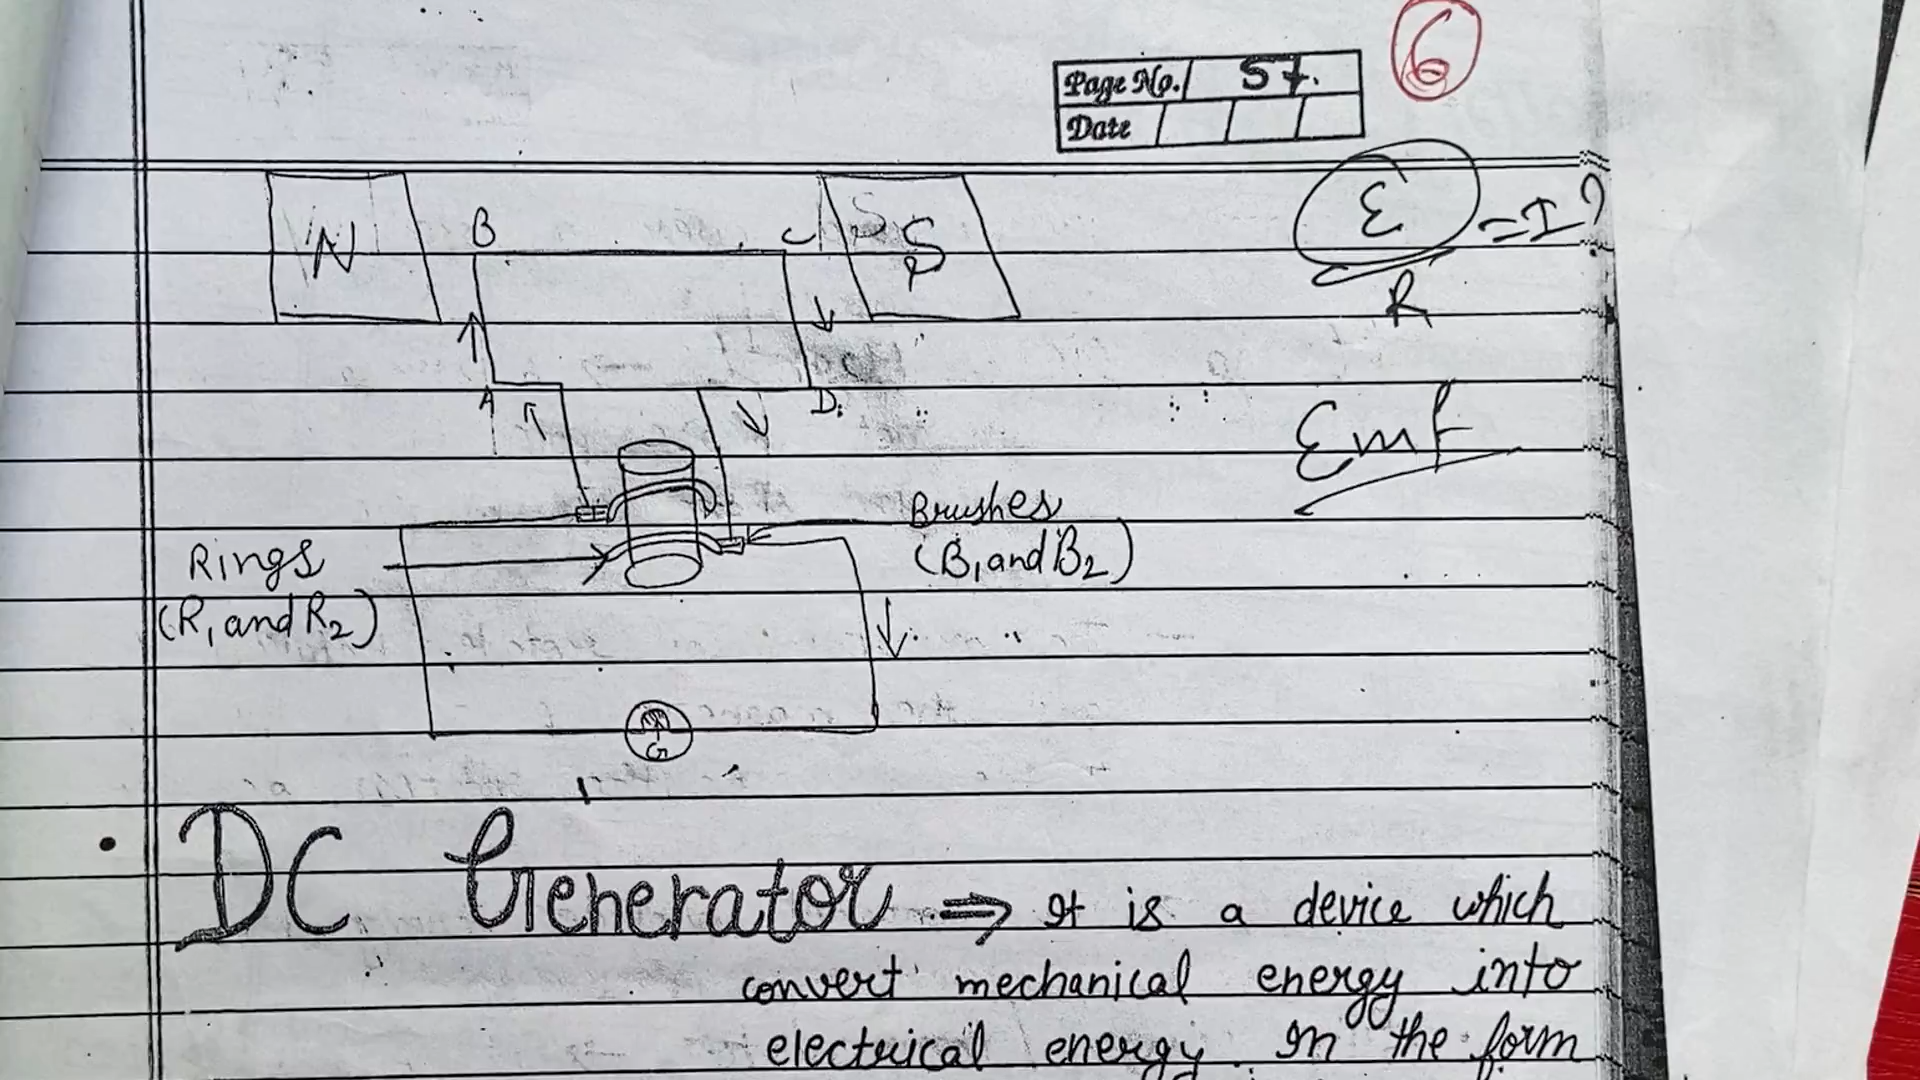 6
Page No. 57.
Date
N
B
C
S
S
ε = I?
R
A
D.
Emf
Brushes
(B1 and B2)
Rings
(R1 and R2)
G
• DC Generator ⇒ It is a device which
convert mechanical energy into
electrical energy. In the form